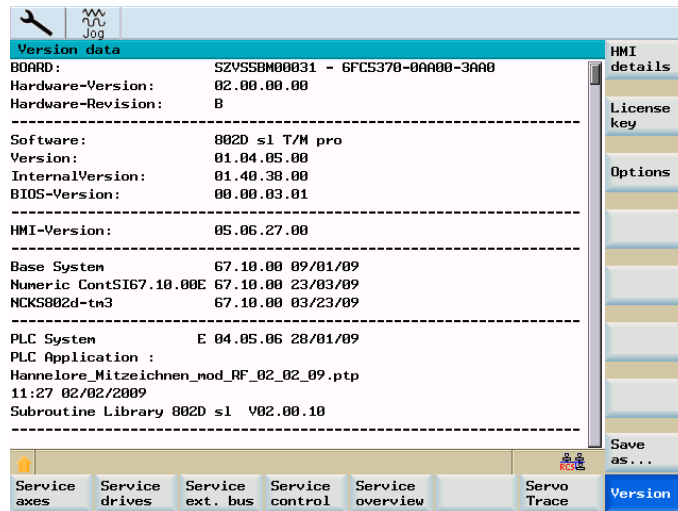 Jog
Version data
BOARD: SZVS5BM00031 - 6FC5370-0AA00-3AA0
Hardware-Version: 02.00.00.00
Hardware-Revision: B
Software: 802D sl T/M pro
Version: 01.04.05.00
InternalVersion: 01.40.38.00
BIOS-Version: 00.00.03.01
HMI-Version: 05.06.27.00
Base System 67.10.00 09/01/09
Numeric ContSI67.10.00E 67.10.00 23/03/09
NCKS802d-tm3 67.10.00 03/23/09
PLC System E 04.05.06 28/01/09
PLC Application :
Hannelore_Mitzeichnen_mod_RF_02_02_09.ptp
11:27 02/02/2009
Subroutine Library 802D sl V02.00.10
HMI
details
License
key
Options
Save
as...
Version
RCS
Service
axes
Service
drives
Service
ext. bus
Service
control
Service
overview
Servo
Trace